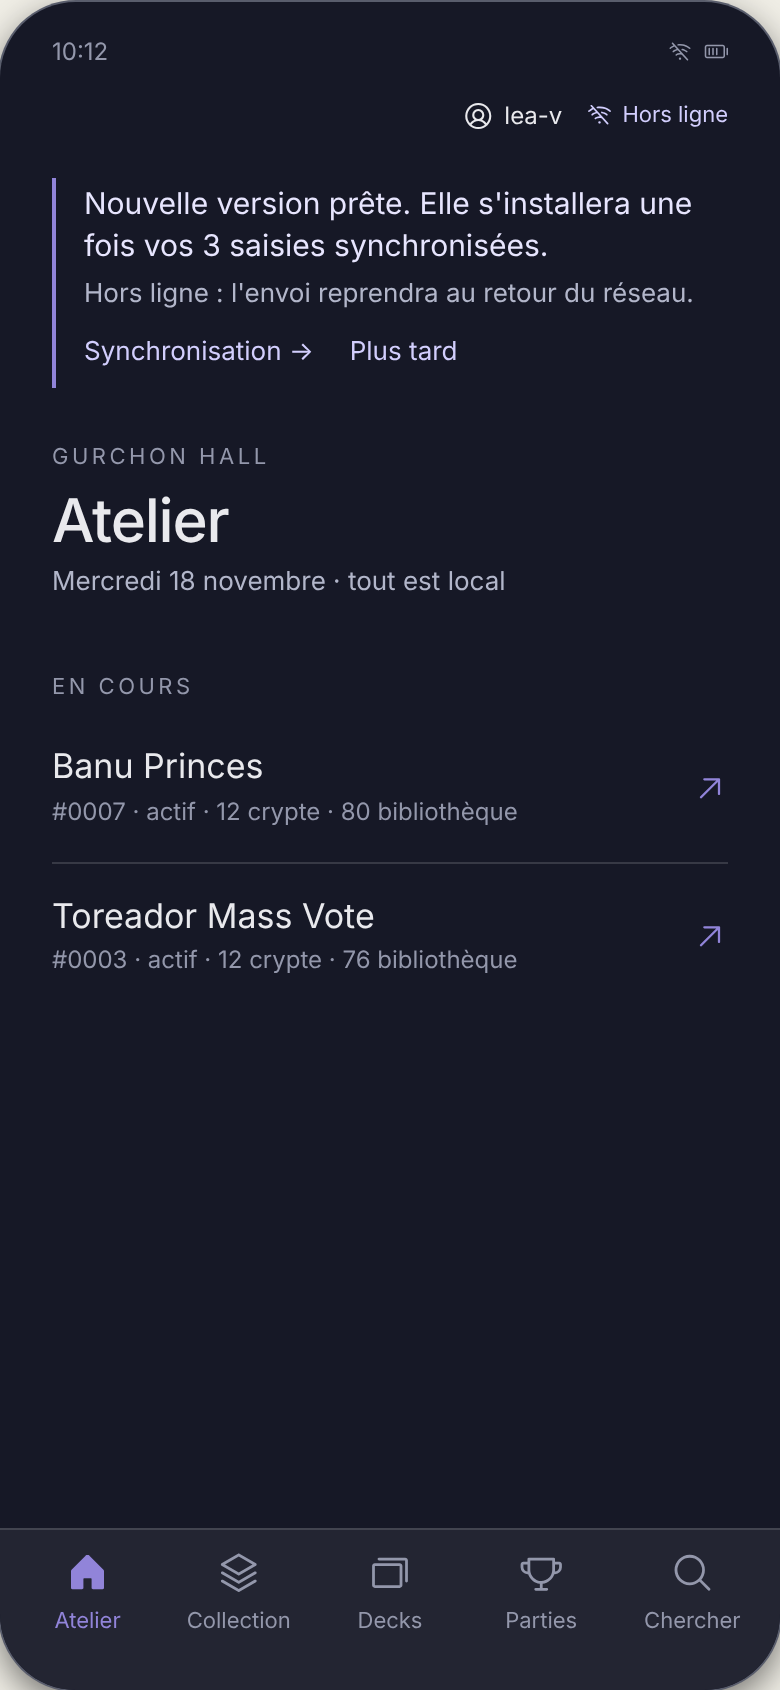 10:12
lea-v Hors ligne
Nouvelle version prête. Elle s'installera une
fois vos 3 saisies synchronisées.
Hors ligne : l'envoi reprendra au retour du réseau.
Synchronisation → Plus tard
GURCHON HALL
Atelier
Mercredi 18 novembre · tout est local
EN COURS
Banu Princes
#0007 · actif · 12 crypte · 80 bibliothèque
Toreador Mass Vote
#0003 · actif · 12 crypte · 76 bibliothèque
Atelier Collection Decks Parties Chercher